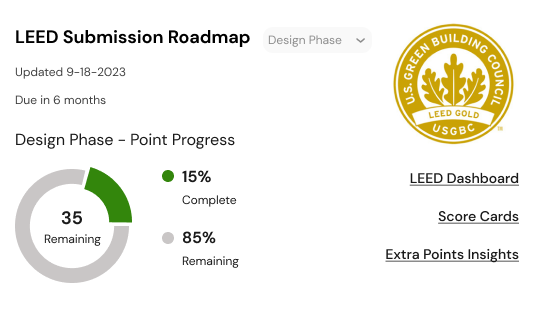 LEED Submission Roadmap
Design Phase
Updated 9-18-2023
Due in 6 months
Design Phase - Point Progress
35
Remaining
15%
Complete
85%
Remaining
U.S. GREEN BUILDING COUNCIL
LEED GOLD
USGBC
LEED Dashboard
Score Cards
Extra Points Insights